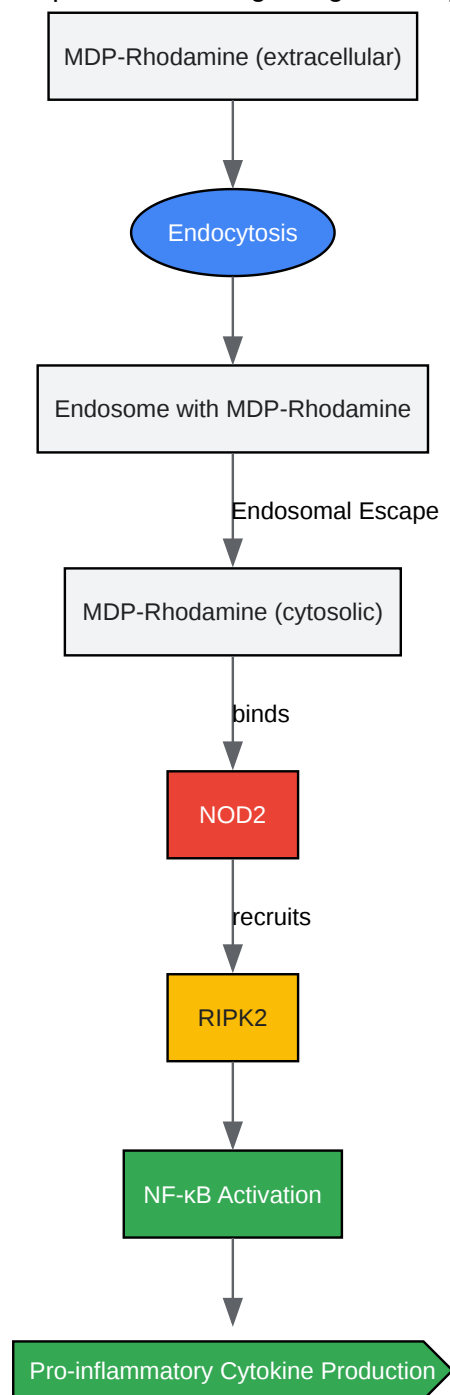 MDP-Rhodamine (extracellular)
Endocytosis
Endosome with MDP-Rhodamine
Endosomal Escape
MDP-Rhodamine (cytosolic)
binds
NOD2
recruits
RIPK2
NF-κB Activation
Pro-inflammatory Cytokine Production